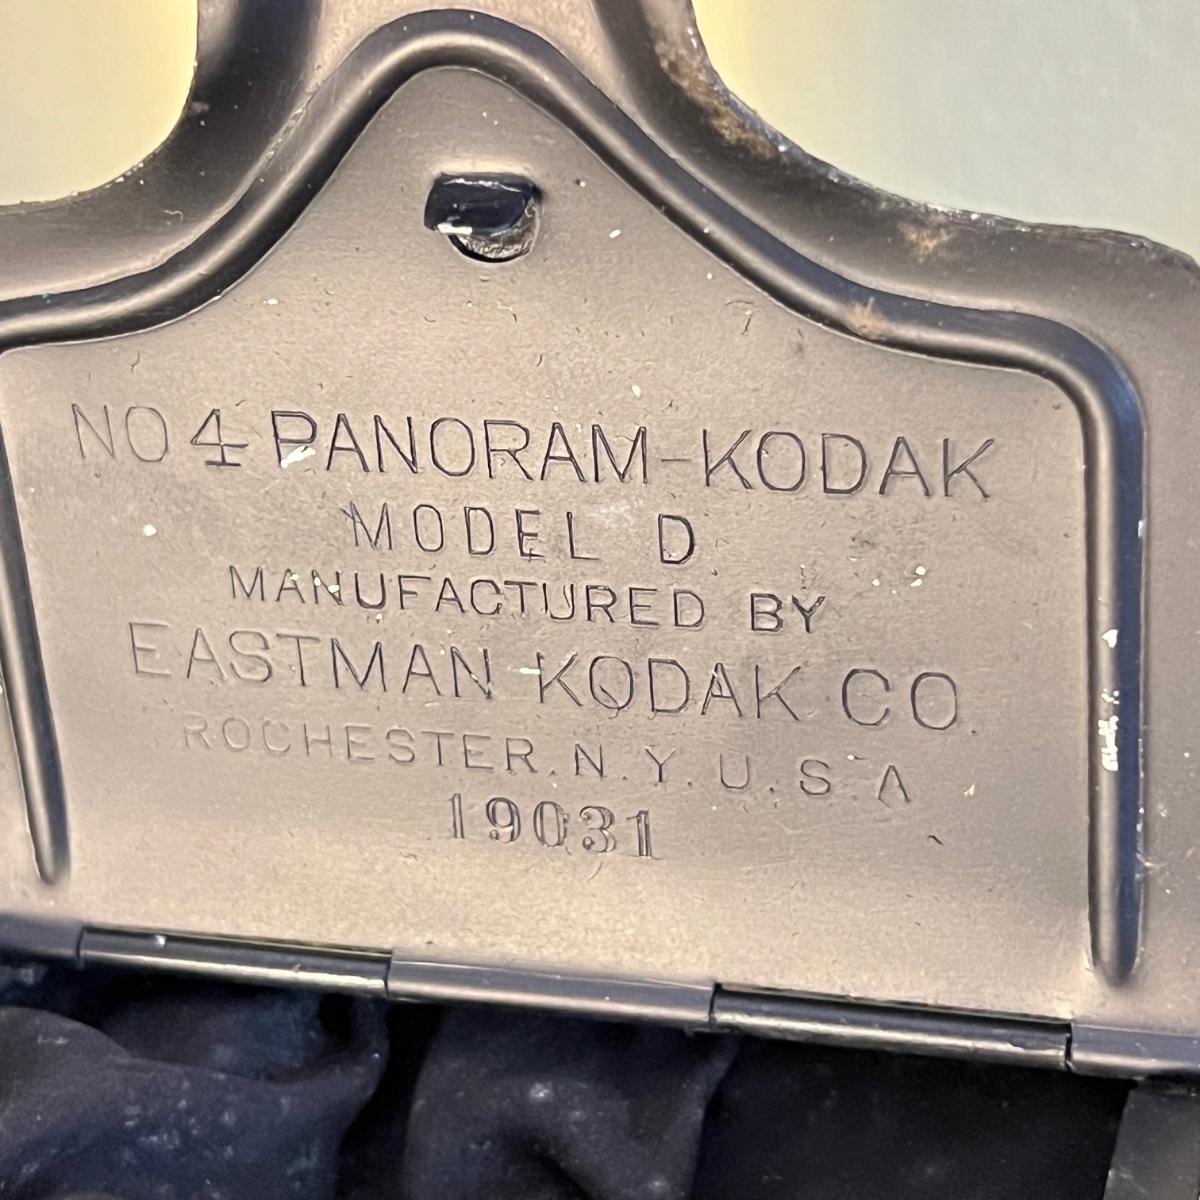 NO 4 PANORAM-KODAK
MODEL D
MANUFACTURED BY
EASTMAN KODAK CO.
ROCHESTER. N. Y. U. S. A
19031